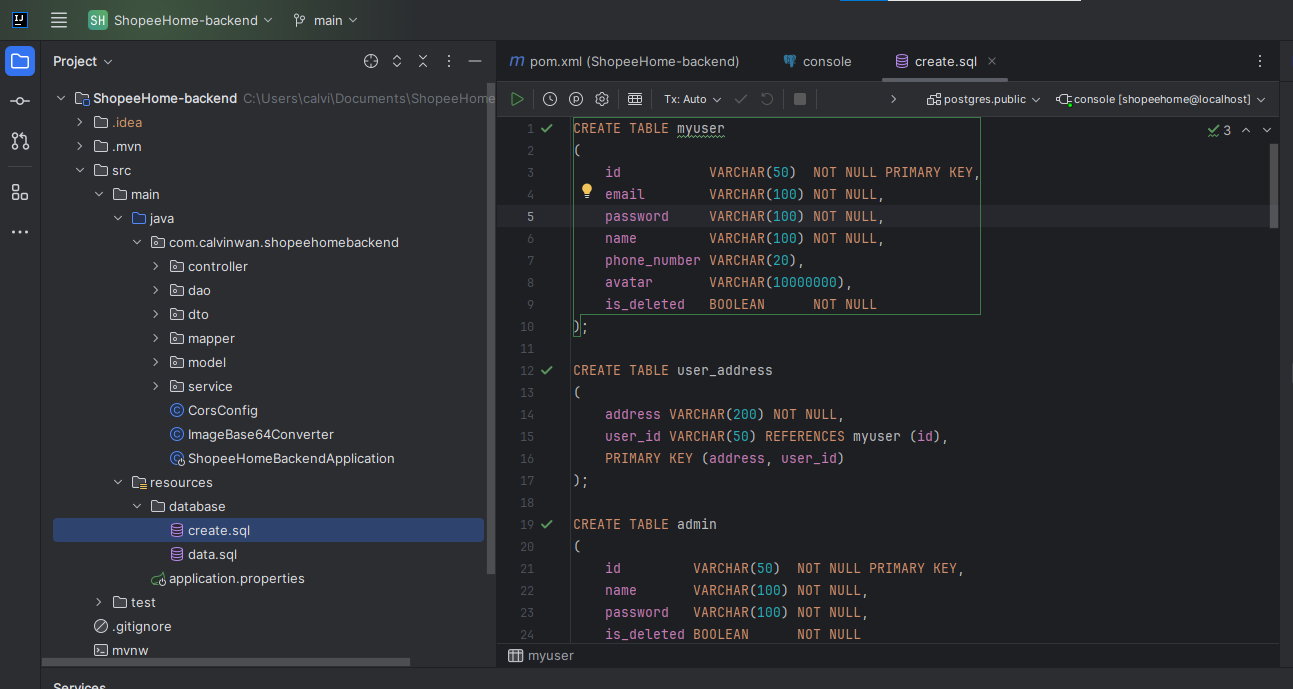 SH ShopeeHome-backend main
Project
ShopeeHome-backend C:\Users\calvi\Documents\ShopeeHome
.idea
.mvn
src
main
java
com.calvinwan.shopeehomebackend
controller
dao
dto
mapper
model
service
CorsConfig
ImageBase64Converter
ShopeeHomeBackendApplication
resources
database
create.sql
data.sql
application.properties
test
.gitignore
mvnw
Services
pom.xml (ShopeeHome-backend) console create.sql
Tx: Auto postgres.public console [shopeehome@localhost]
3
1 CREATE TABLE myuser
2 (
3 id VARCHAR(50) NOT NULL PRIMARY KEY,
4 email VARCHAR(100) NOT NULL,
5 password VARCHAR(100) NOT NULL,
6 name VARCHAR(100) NOT NULL,
7 phone_number VARCHAR(20),
8 avatar VARCHAR(10000000),
9 is_deleted BOOLEAN NOT NULL
10 );
11
12 CREATE TABLE user_address
13 (
14 address VARCHAR(200) NOT NULL,
15 user_id VARCHAR(50) REFERENCES myuser (id),
16 PRIMARY KEY (address, user_id)
17 );
18
19 CREATE TABLE admin
20 (
21 id VARCHAR(50) NOT NULL PRIMARY KEY,
22 name VARCHAR(100) NOT NULL,
23 password VARCHAR(100) NOT NULL,
24 is_deleted BOOLEAN NOT NULL
myuser